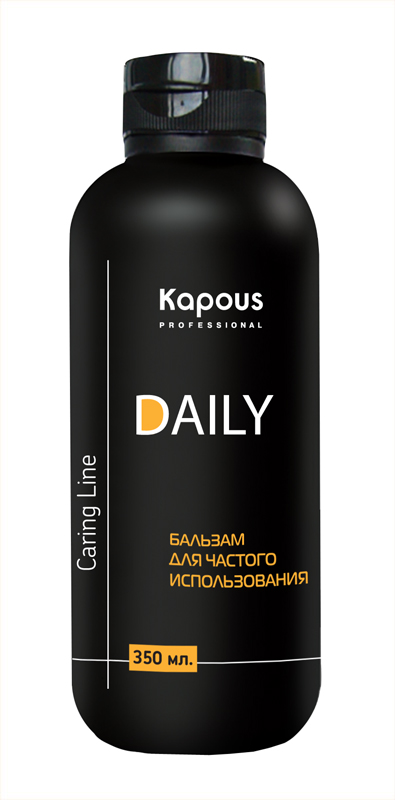 Kapous
PROFESSIONAL
DAILY
Caring Line
БАЛЬЗАМ
ДЛЯ ЧАСТОГО
ИСПОЛЬЗОВАНИЯ
350 мл.